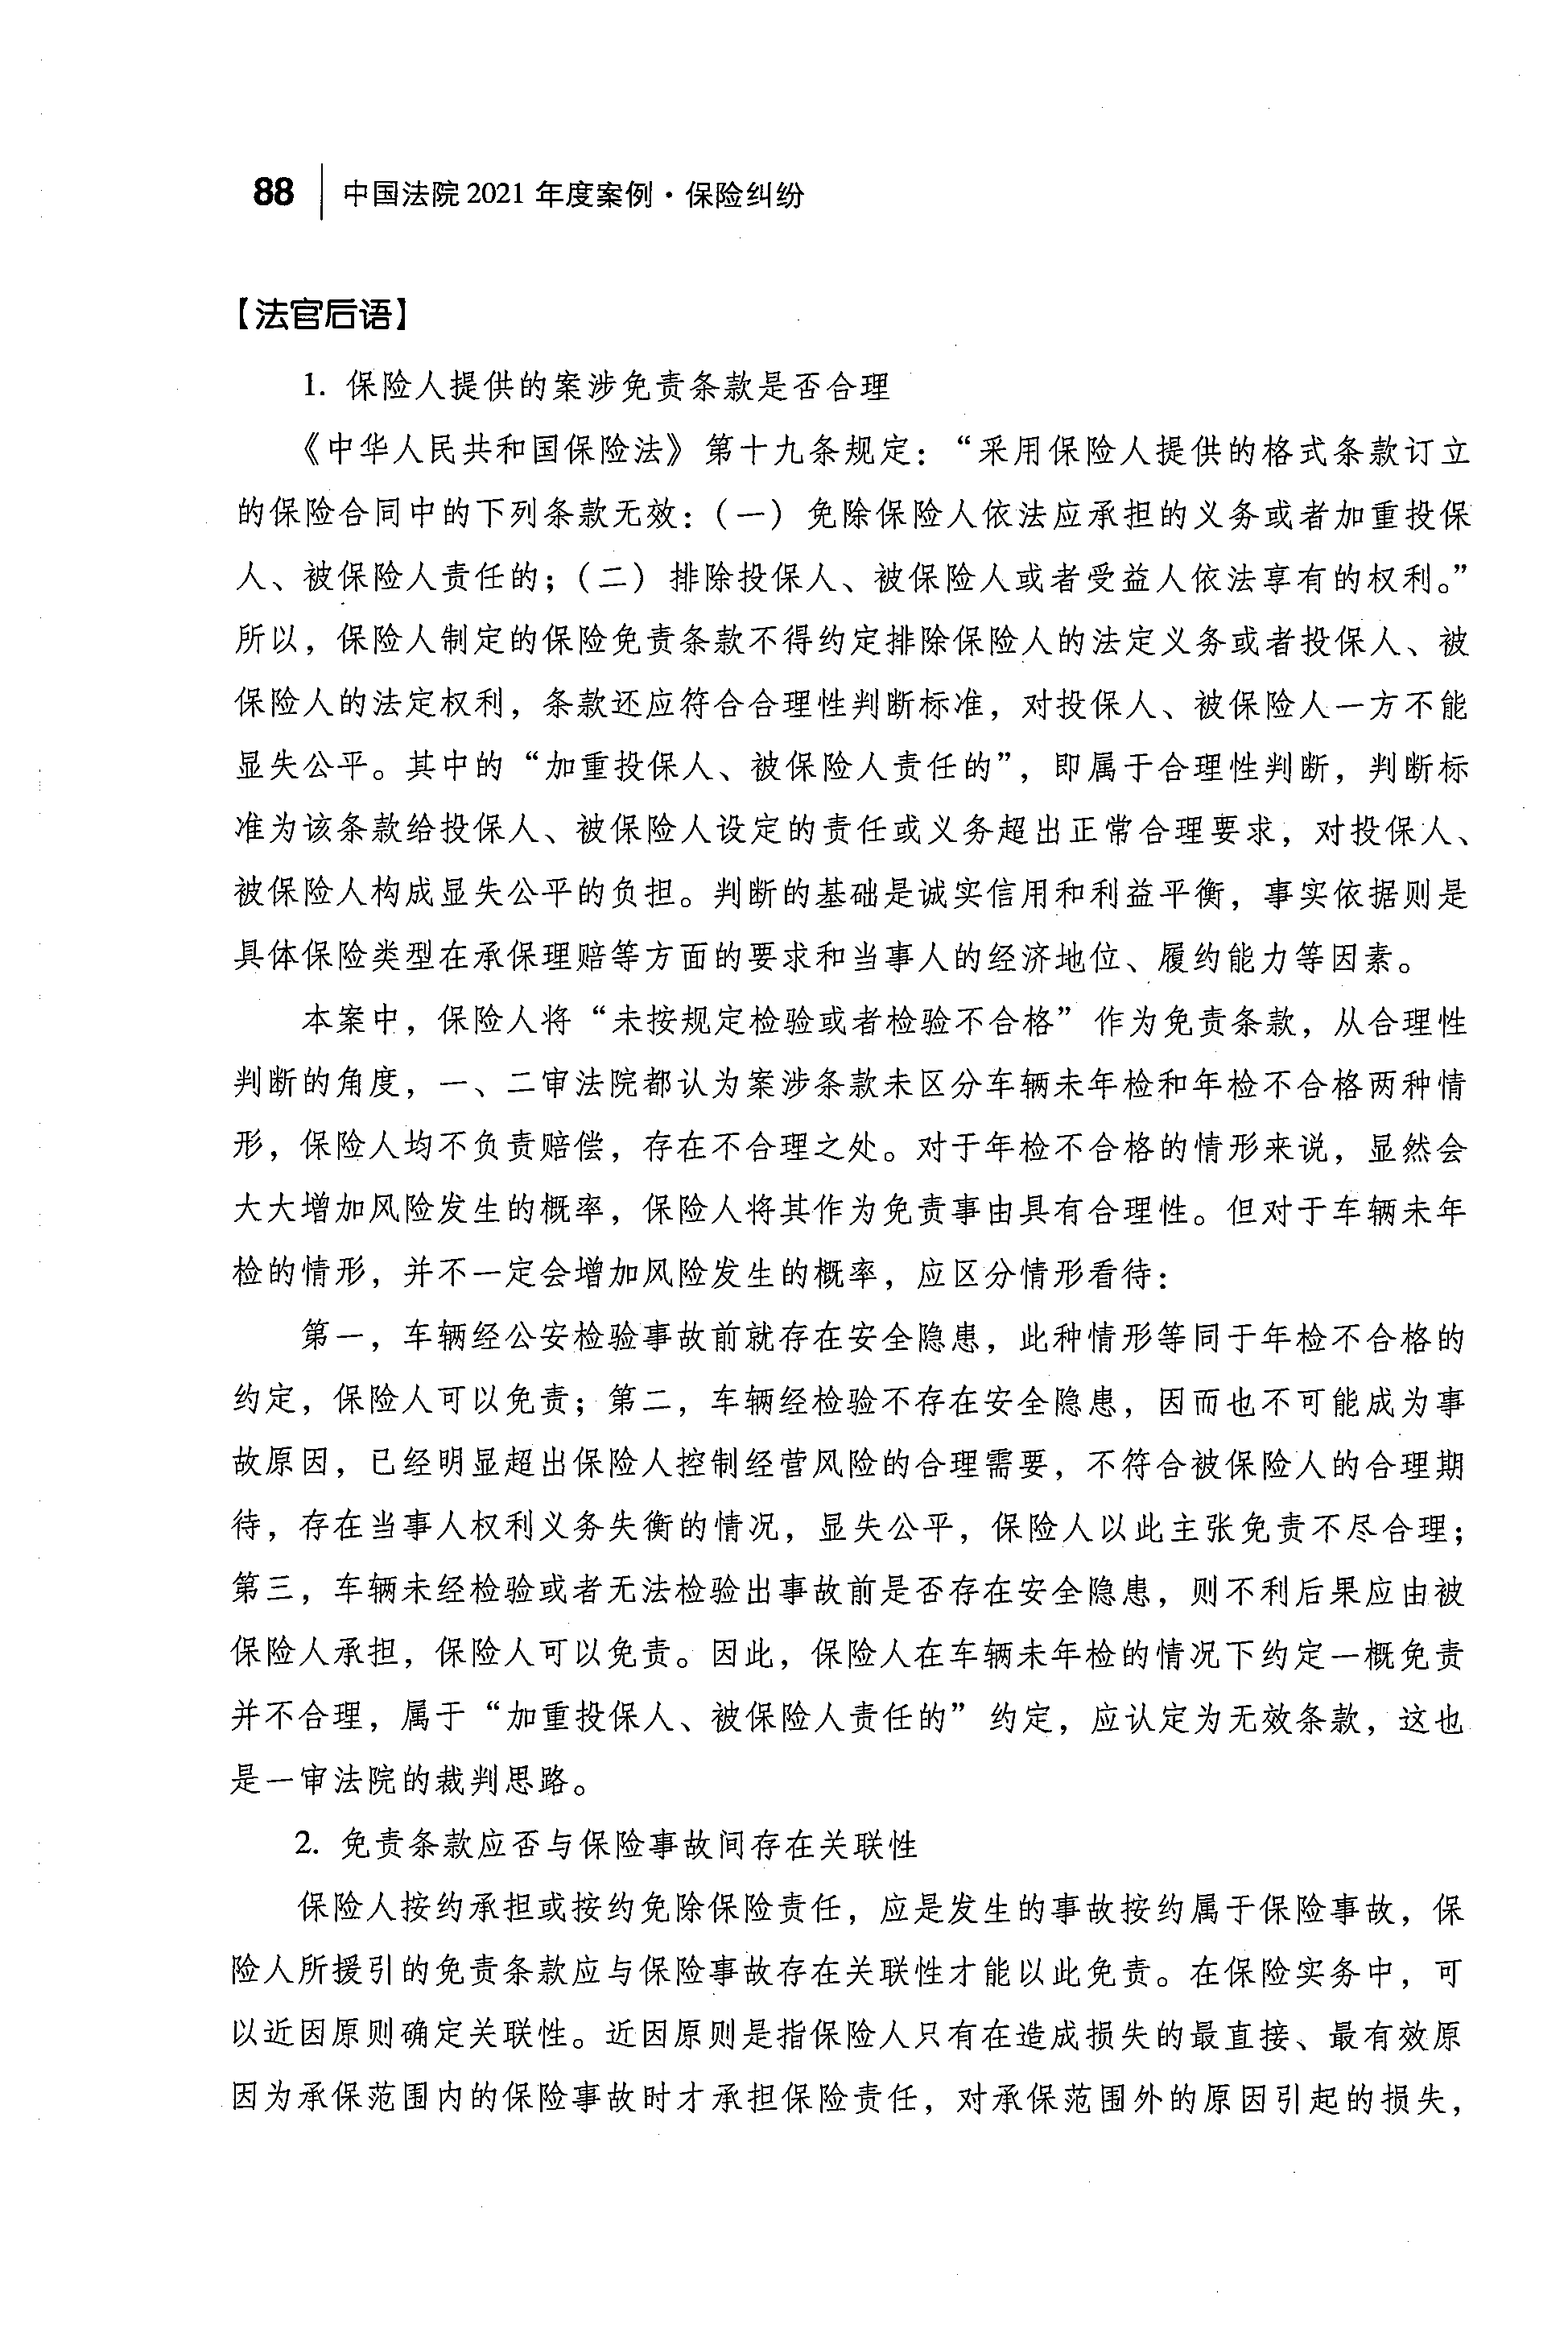 88 中国法院 2021 年度案例·保险纠纷
【法官后语】
1. 保险人提供的案涉免责条款是否合理
《中华人民共和国保险法》第十九条规定：“采用保险人提供的格式条款订立
的保险合同中的下列条款无效：（一）免除保险人依法应承担的义务或者加重投保
人、被保险人责任的；（二）排除投保人、被保险人或者受益人依法享有的权利。”
所以，保险人制定的保险免责条款不得约定排除保险人的法定义务或者投保人、被
保险人的法定权利，条款还应符合合理性判断标准，对投保人、被保险人一方不能
显失公平。其中的“加重投保人、被保险人责任的”，即属于合理性判断，判断标
准为该条款给投保人、被保险人设定的责任或义务超出正常合理要求，对投保人、
被保险人构成显失公平的负担。判断的基础是诚实信用和利益平衡，事实依据则是
具体保险类型在承保理赔等方面的要求和当事人的经济地位、履约能力等因素。
本案中，保险人将“未按规定检验或者检验不合格”作为免责条款，从合理性
判断的角度，一、二审法院都认为案涉条款未区分车辆未年检和年检不合格两种情
形，保险人均不负责赔偿，存在不合理之处。对于年检不合格的情形来说，显然会
大大增加风险发生的概率，保险人将其作为免责事由具有合理性。但对于车辆未年
检的情形，并不一定会增加风险发生的概率，应区分情形看待：
第一，车辆经公安检验事故前就存在安全隐患，此种情形等同于年检不合格的
约定，保险人可以免责；第二，车辆经检验不存在安全隐患，因而也不可能成为事
故原因，已经明显超出保险人控制经营风险的合理需要，不符合被保险人的合理期
待，存在当事人权利义务失衡的情况，显失公平，保险人以此主张免责不尽合理；
第三，车辆未经检验或者无法检验出事故前是否存在安全隐患，则不利后果应由被
保险人承担，保险人可以免责。因此，保险人在车辆未年检的情况下约定一概免责
并不合理，属于“加重投保人、被保险人责任的”约定，应认定为无效条款，这也
是一审法院的裁判思路。
2. 免责条款应否与保险事故间存在关联性
保险人按约承担或按约免除保险责任，应是发生的事故按约属于保险事故，保
险人所援引的免责条款应与保险事故存在关联性才能以此免责。在保险实务中，可
以近因原则确定关联性。近因原则是指保险人只有在造成损失的最直接、最有效原
因为承保范围内的保险事故时才承担保险责任，对承保范围外的原因引起的损失，